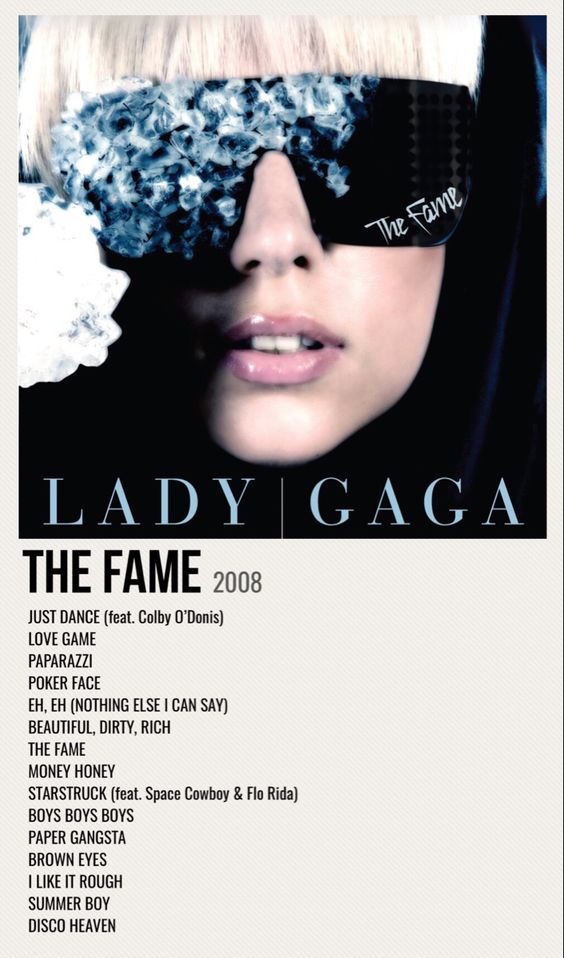 The Fame
LADY | GAGA
THE FAME 2008
JUST DANCE (feat. Colby O’Donis)
LOVE GAME
PAPARAZZI
POKER FACE
EH, EH (NOTHING ELSE I CAN SAY)
BEAUTIFUL, DIRTY, RICH
THE FAME
MONEY HONEY
STARSTRUCK (feat. Space Cowboy & Flo Rida)
BOYS BOYS BOYS
PAPER GANGSTA
BROWN EYES
I LIKE IT ROUGH
SUMMER BOY
DISCO HEAVEN